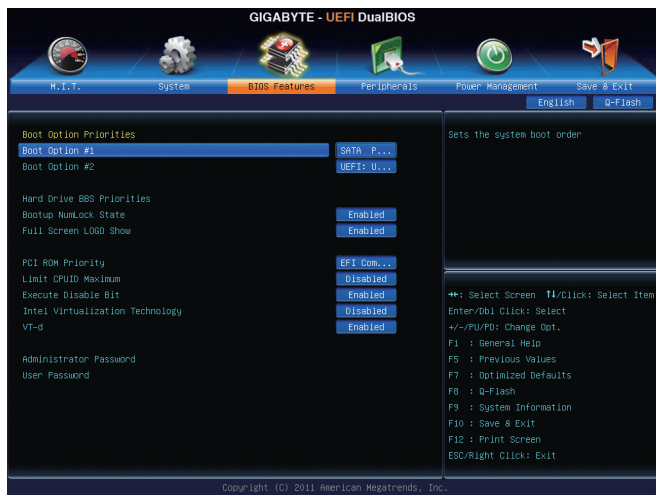 GIGABYTE - UEFI DualBIOS
M.I.T.
System
BIOS Features
Peripherals
Power Management
Save & Exit
English
Q-Flash
Boot Option Priorities
Boot Option #1 SATA P...
Boot Option #2 UEFI: U...
Hard Drive BBS Priorities
Bootup NumLock State Enabled
Full Screen LOGO Show Enabled
PCI ROM Priority EFI Com...
Limit CPUID Maximum Disabled
Execute Disable Bit Enabled
Intel Virtualization Technology Disabled
VT-d Enabled
Administrator Password
User Password
Sets the system boot order
→←: Select Screen ↑↓/Click: Select Item
Enter/Dbl Click: Select
+/-/PU/PD: Change Opt.
F1 : General Help
F5 : Previous Values
F7 : Optimized Defaults
F8 : Q-Flash
F9 : System Information
F10 : Save & Exit
F12 : Print Screen
ESC/Right Click: Exit
Copyright (C) 2011 American Megatrends, Inc.